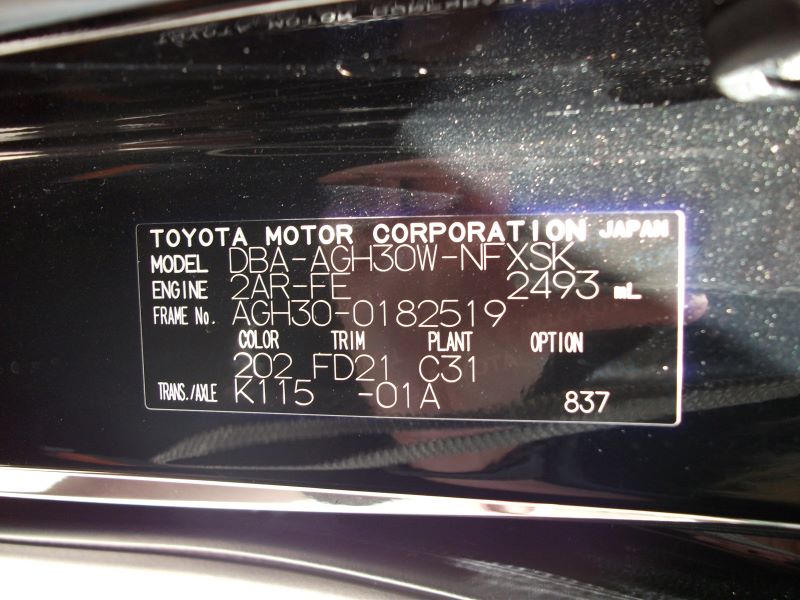 TOYOTA MOTOR CORPORATION JAPAN
MODEL DBA-AGH30W-NFXSK
ENGINE 2AR-FE 2493 mL
FRAME No. AGH30-0182519
COLOR TRIM PLANT OPTION
202 FD21 C31
TRANS./AXLE K115 -01A 837